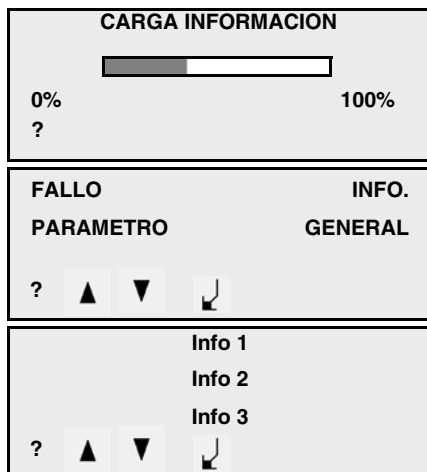 CARGA INFORMACION
0% 100%
?
FALLO INFO.
PARAMETRO GENERAL
?
Info 1
Info 2
Info 3
?